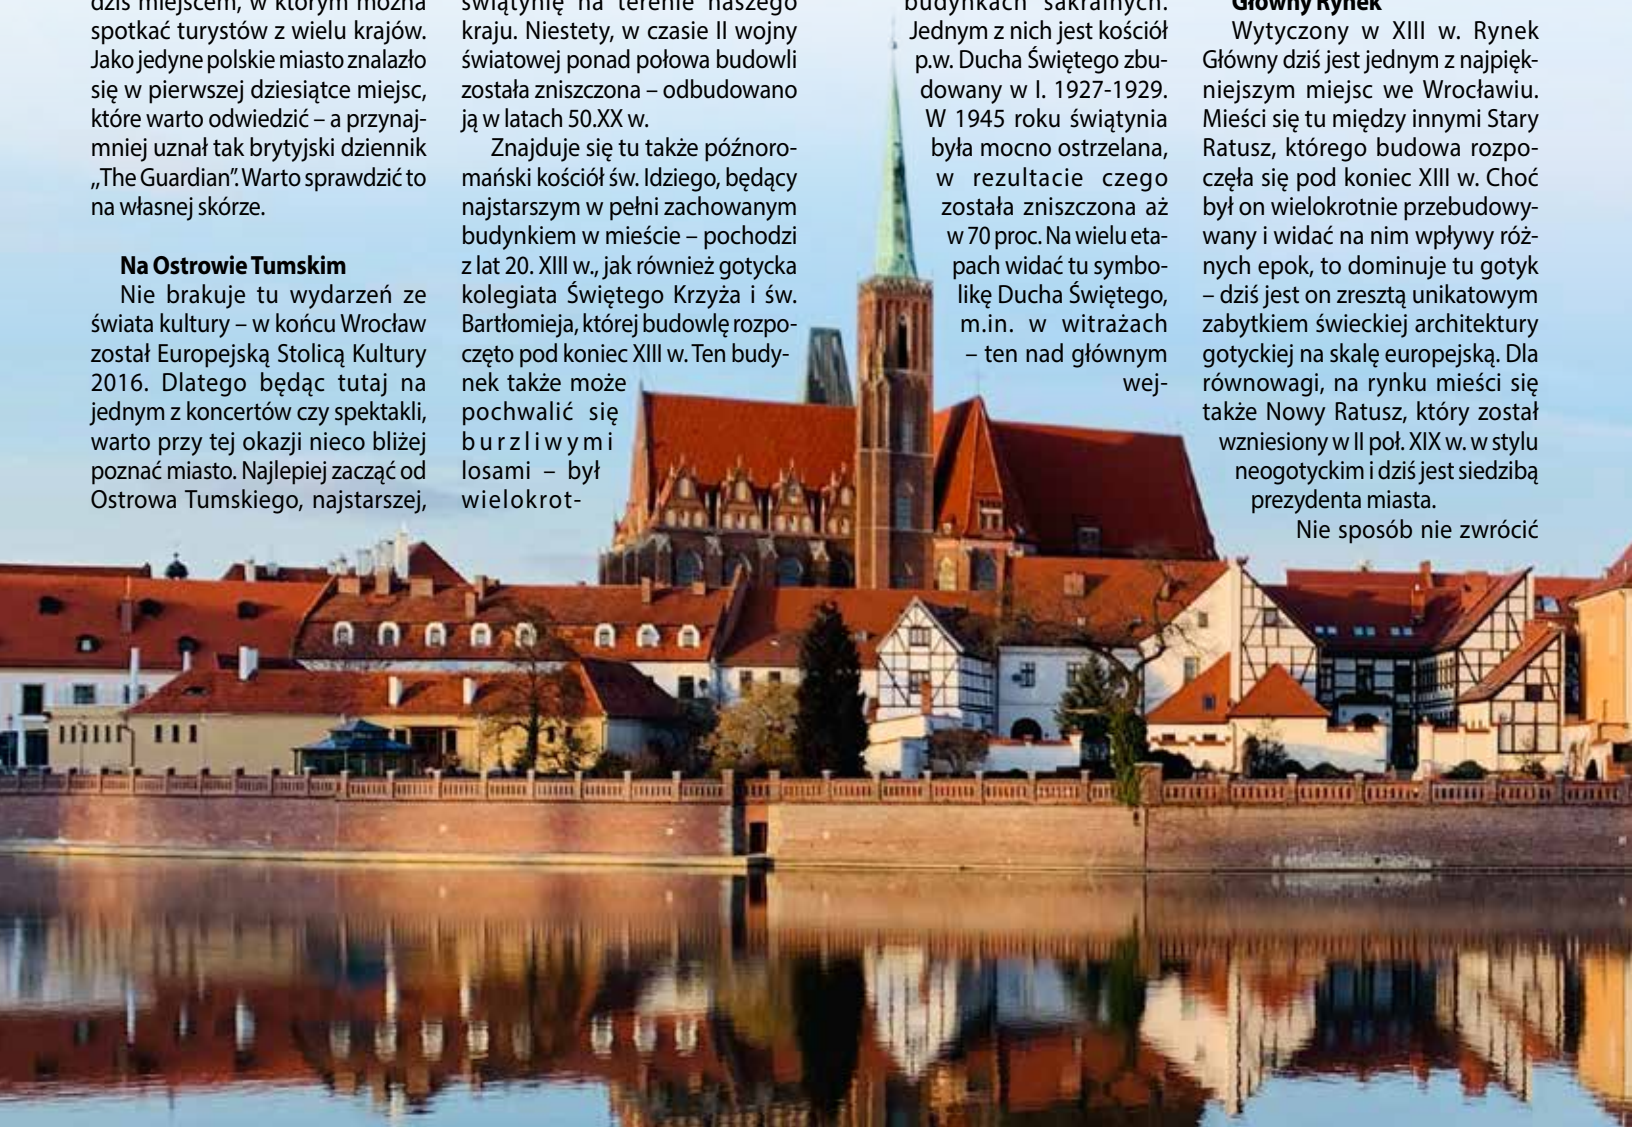 dziś miejscem, w którym można
spotkać turystów z wielu krajów.
Jako jedyne polskie miasto znalazło
się w pierwszej dziesiątce miejsc,
które warto odwiedzić – a przynaj-
mniej uznał tak brytyjski dziennik
„The Guardian”. Warto sprawdzić to
na własnej skórze.
Na Ostrowie Tumskim
Nie brakuje tu wydarzeń ze
świata kultury – w końcu Wrocław
został Europejską Stolicą Kultury
2016. Dlatego będąc tutaj na
jednym z koncertów czy spektakli,
warto przy tej okazji nieco bliżej
poznać miasto. Najlepiej zacząć od
Ostrowa Tumskiego, najstarszej,
świątynię na terenie naszego
kraju. Niestety, w czasie II wojny
światowej ponad połowa budowli
została zniszczona – odbudowano
ją w latach 50.XX w.
Znajduje się tu także późnoro-
mański kościół św. Idziego, będący
najstarszym w pełni zachowanym
budynkiem w mieście – pochodzi
z lat 20. XIII w., jak również gotycka
kolegiata Świętego Krzyża i św.
Bartłomieja, której budowlę rozpo-
częto pod koniec XIII w. Ten budy-
nek także może
pochwalić się
burzliwymi
losami – był
wielokrot-
budynkach sakralnych.
Jednym z nich jest kościół
p.w. Ducha Świętego zbu-
dowany w l. 1927-1929.
W 1945 roku świątynia
była mocno ostrzelana,
w rezultacie czego
została zniszczona aż
w 70 proc. Na wielu eta-
pach widać tu symbo-
likę Ducha Świętego,
m.in. w witrażach
– ten nad głównym
wej-
Główny Rynek
Wytyczony w XIII w. Rynek
Główny dziś jest jednym z najpięk-
niejszym miejsc we Wrocławiu.
Mieści się tu między innymi Stary
Ratusz, którego budowa rozpo-
częła się pod koniec XIII w. Choć
był on wielokrotnie przebudowy-
wany i widać na nim wpływy róż-
nych epok, to dominuje tu gotyk
– dziś jest on zresztą unikatowym
zabytkiem świeckiej architektury
gotyckiej na skalę europejską. Dla
równowagi, na rynku mieści się
także Nowy Ratusz, który został
wzniesiony w II poł. XIX w. w stylu
neogotyckim i dziś jest siedzibą
prezydenta miasta.
Nie sposób nie zwrócić